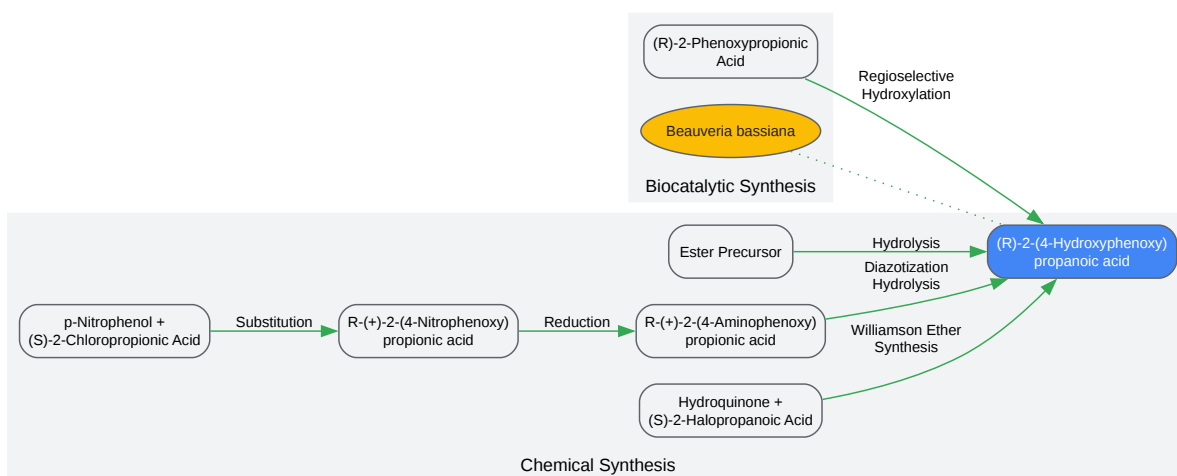 (R)-2-Phenoxypropionic
Acid
Regioselective
Hydroxylation
Beauveria bassiana
Biocatalytic Synthesis
Ester Precursor
Hydrolysis
(R)-2-(4-Hydroxyphenoxy)
propanoic acid
Diazotization
Hydrolysis
p-Nitrophenol +
(S)-2-Chloropropionic Acid
Substitution
R-(+)-2-(4-Nitrophenoxy)
propionic acid
Reduction
R-(+)-2-(4-Aminophenoxy)
propionic acid
Williamson Ether
Synthesis
Hydroquinone +
(S)-2-Halopropanoic Acid
Chemical Synthesis